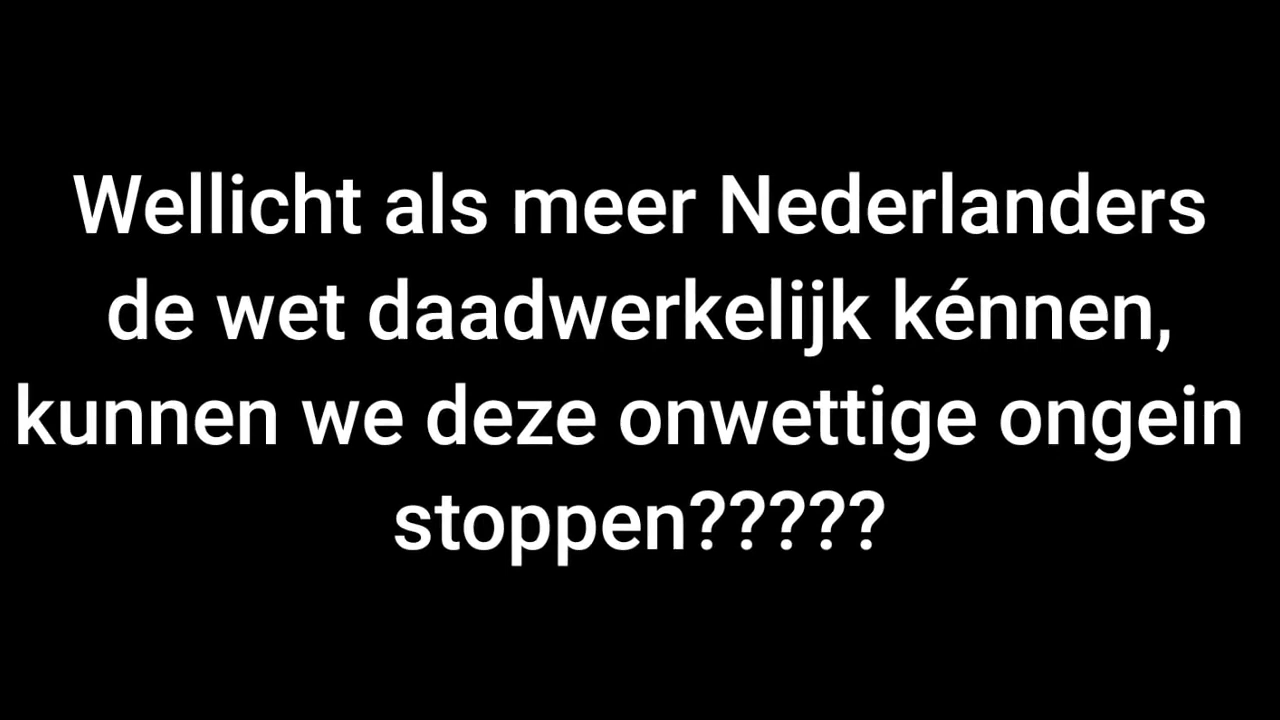 Wellicht als meer Nederlanders
de wet daadwerkelijk kénnen,
kunnen we deze onwettige ongein
stoppen?????